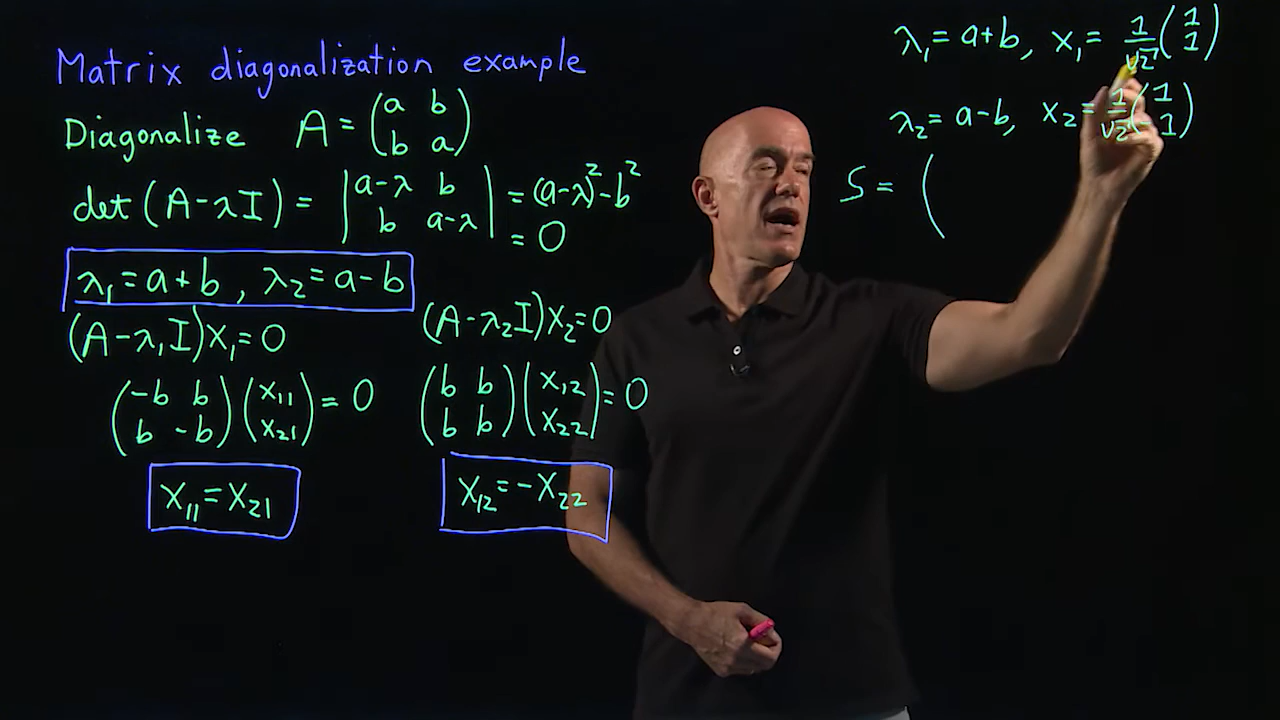 Matrix diagonalization example
Diagonalize A = (a b
b a)
det (A-λI) = |a-λ b
b a-λ| = (a-λ)² - b²
= 0
λ₁ = a+b , λ₂ = a-b
(A-λ₁I)x₁ = 0
(-b b
b -b) (x₁₁
x₂₁) = 0
x₁₁ = x₂₁
(A-λ₂I)x₂ = 0
(b b
b b) (x₁₂
x₂₂) = 0
x₁₂ = -x₂₂
λ₁ = a+b, x₁ = 1/√2 (1
1)
λ₂ = a-b, x₂ = 1/√2 (1
-1)
S = (